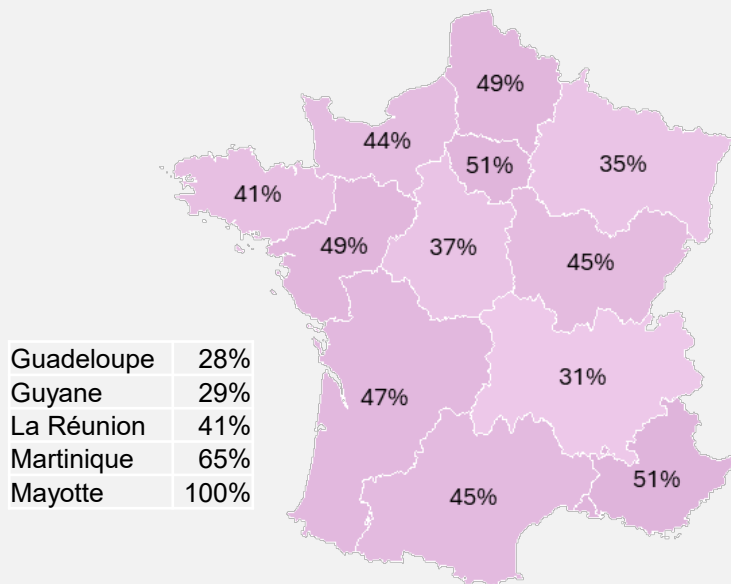 49%
44%
51%
35%
41%
49%
37%
45%
Guadeloupe 28%
Guyane 29%
La Réunion 41%
Martinique 65%
Mayotte 100%
47%
31%
45%
51%